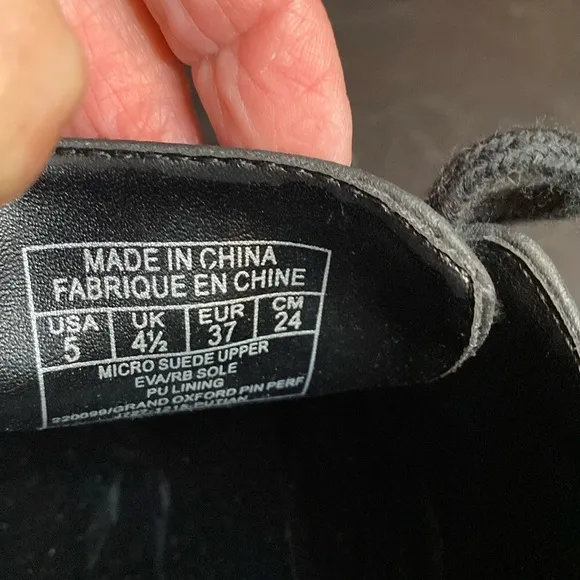 MADE IN CHINA
FABRIQUE EN CHINE
USA UK EUR CM
5 4½ 37 24
MICRO SUEDE UPPER
EVA/RB SOLE
PU LINING
S20099/GRAND OXFORD PIN PERF